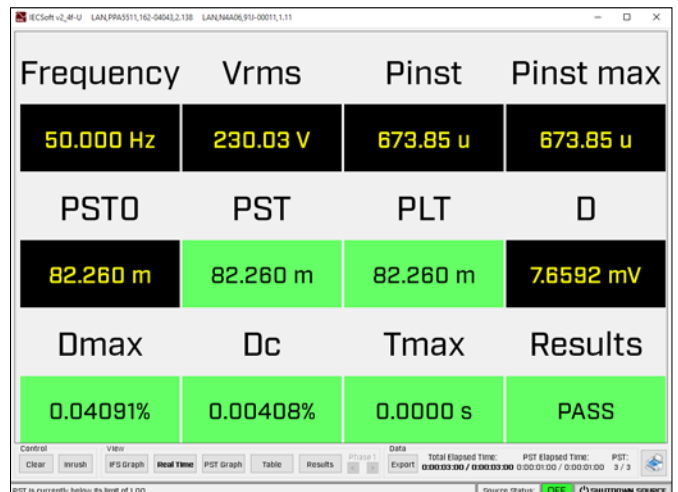 IECSoft v2_4f-U LAN,PPA5511,162-04043,2.138 LAN,N4A06,91J-00011,1.11
Frequency Vrms Pinst Pinst max
50.000 Hz 230.03 V 673.85 u 673.85 u
PST0 PST PLT D
82.260 m 82.260 m 82.260 m 7.6592 mV
Dmax Dc Tmax Results
0.04091% 0.00408% 0.0000 s PASS
Control View Phase 1 Data
Total Elapsed Time: PST Elapsed Time: PST:
Clear Inrush IFS Graph Real Time PST Graph Table Results < > Export 0:00:03:00 / 0:00:03:00 0:00:01:00 / 0:00:01:00 3 / 3
PST is currently below its limit of 1.00 Source Status: OFF SHUTDOWN SOURCE